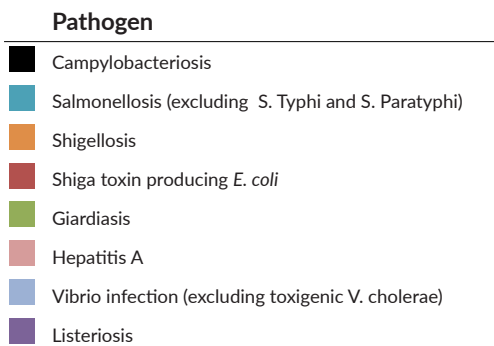 Pathogen
Campylobacteriosis
Salmonellosis (excluding S. Typhi and S. Paratyphi)
Shigellosis
Shiga toxin producing E. coli
Giardiasis
Hepatitis A
Vibrio infection (excluding toxigenic V. cholerae)
Listeriosis